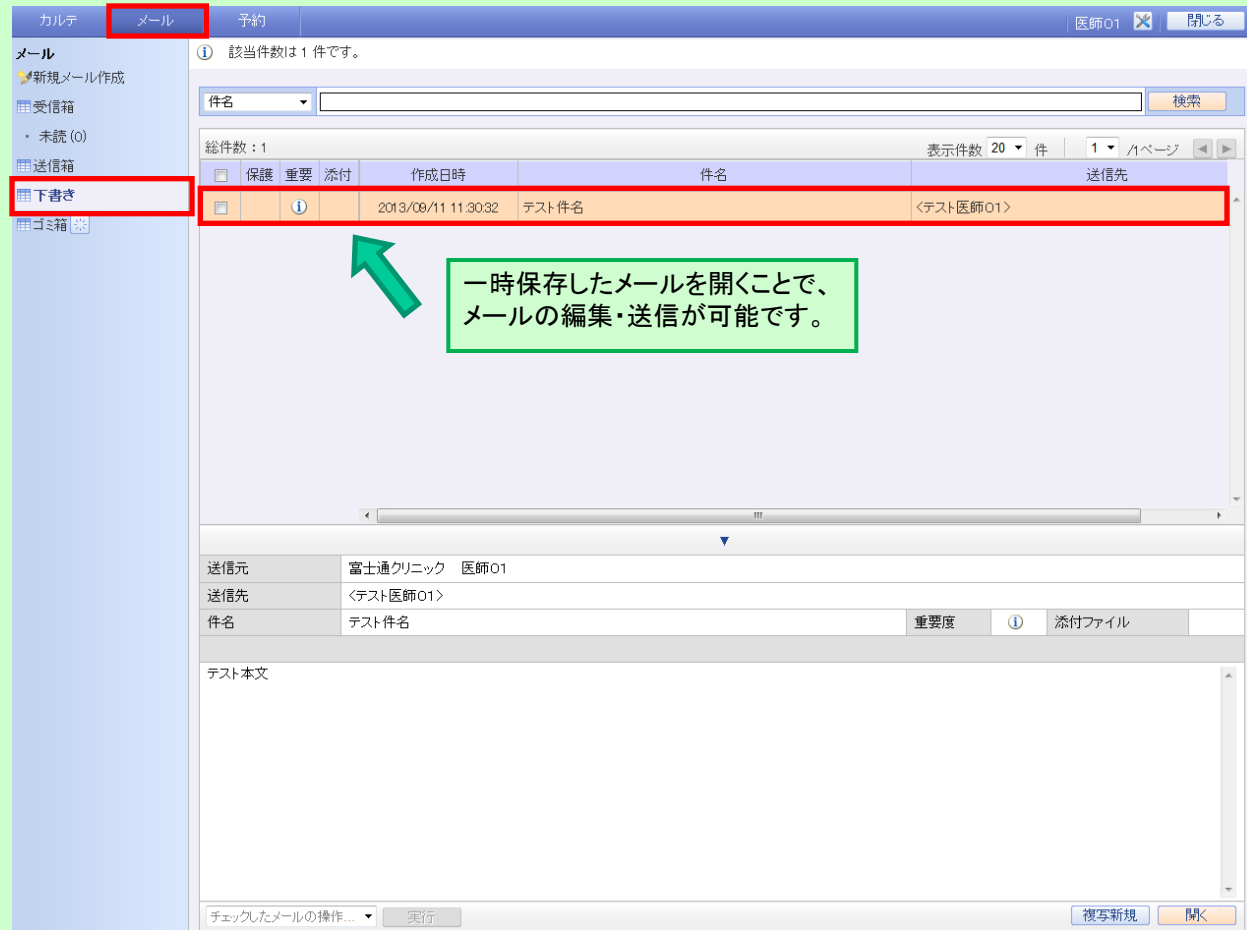 カルテ メール 予約 医師01 閉じる
メール
新規メール作成
受信箱
・ 未読 (0)
送信箱
下書き
ゴミ箱
該当件数は 1 件です。
件名 検索
総件数:1 表示件数 20 件 1 /1ページ
保護 重要 添付 作成日時 件名 送信先
2013/09/11 11:30:32 テスト件名 <テスト医師01>
一時保存したメールを開くことで、
メールの編集・送信が可能です。
送信元 富士通クリニック 医師01
送信先 <テスト医師01>
件名 テスト件名 重要度 添付ファイル
テスト本文
チェックしたメールの操作... 実行 複写新規 開く